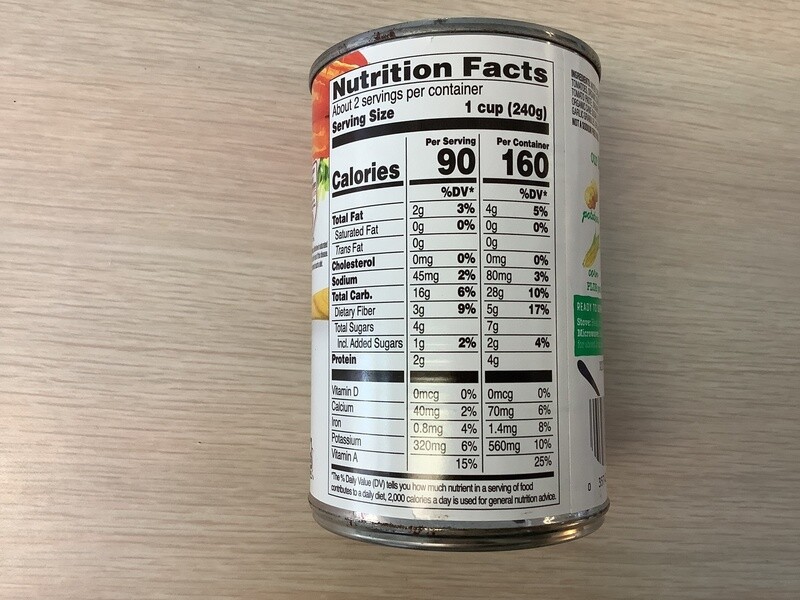 Nutrition Facts
About 2 servings per container
Serving Size 1 cup (240g)
Per Serving Per Container
Calories 90 160
%DV* %DV*
Total Fat 2g 3% 4g 5%
Saturated Fat 0g 0% 0g 0%
Trans Fat 0g 0g
Cholesterol 0mg 0% 0mg 0%
Sodium 45mg 2% 80mg 3%
Total Carb. 16g 6% 28g 10%
Dietary Fiber 3g 9% 5g 17%
Total Sugars 4g 7g
Incl. Added Sugars 1g 2% 2g 4%
Protein 2g 4g
Vitamin D 0mcg 0% 0mcg 0%
Calcium 40mg 2% 70mg 6%
Iron 0.8mg 4% 1.4mg 8%
Potassium 320mg 6% 560mg 10%
Vitamin A 15% 25%
*The % Daily Value (DV) tells you how much nutrient in a serving of food
contributes to a daily diet, 2,000 calories a day is used for general nutrition advice.
READY TO
Stove: